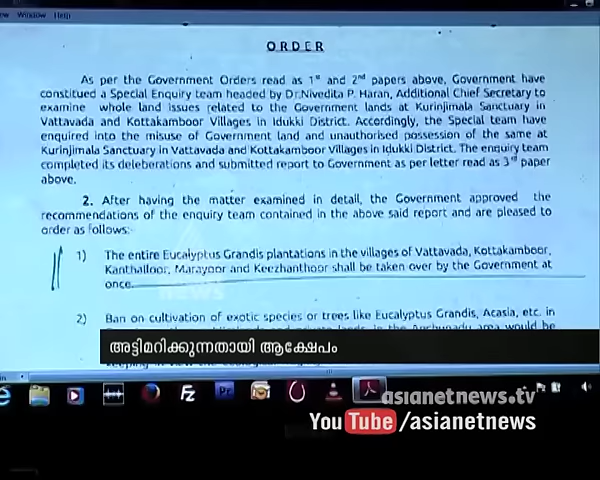 ew Window Help
ORDER
As per the Government Orders read as 1st and 2nd papers above, Government have
constitued a Special Enquiry team headed by Dr.Nivedita P. Haran, Additional Chief Secretary to
examine whole land issues related to the Government lands at Kurinjimala Sanctuary in
Vattavada and Kottakamboor Villages in Idukki District. Accordingly, the Special team have
enquired into the misuse of Government land and unauthorised possession of the same at
Kurinjimala Sanctuary in Vattavada and Kottakamboor Villages in Idukki District. The enquiry team
completed its deleberations and submitted report to Government as per letter read as 3rd paper
above.
2. After having the matter examined in detail, the Government approved the
recommendations of the enquiry team contained in the above said report and are pleased to
order as follows:-
1) The entire Eucalyptus Grandis plantations in the villages of Vattavada, Kottakamboor,
Kanthalloor, Marayoor and Keezhanthoor shall be taken over by the Government at
once.
NEWS
2) Ban on cultivation of exotic species or trees like Eucalyptus Grandis, Acasia, etc. in
area would be
അട്ടിമറിക്കുന്നതായി ആക്ഷേപം
asianetnews.tv
YouTube/asianetnews